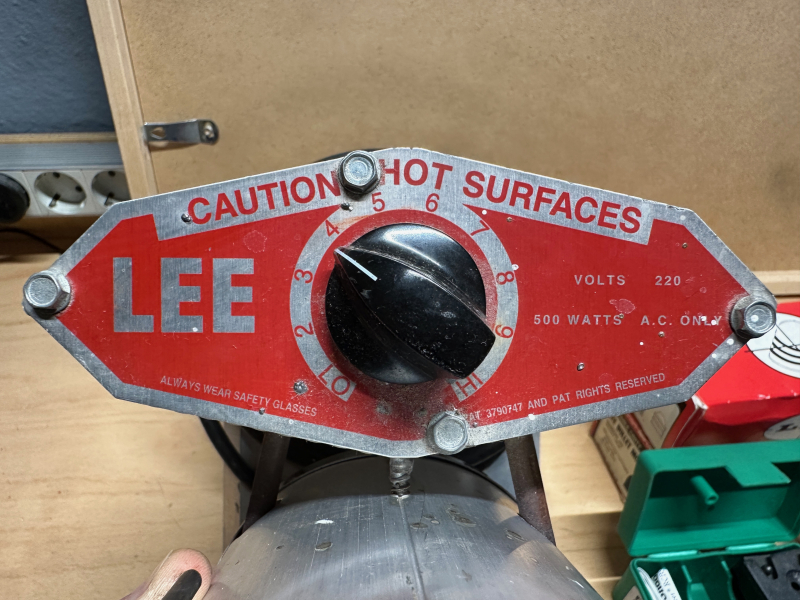 CAUTION HOT SURFACES
LEE
LO 2 3 4 5 6 7 8 9 HI
VOLTS 220
500 WATTS A.C. ONLY
ALWAYS WEAR SAFETY GLASSES
PAT 3790747 AND PAT RIGHTS RESERVED